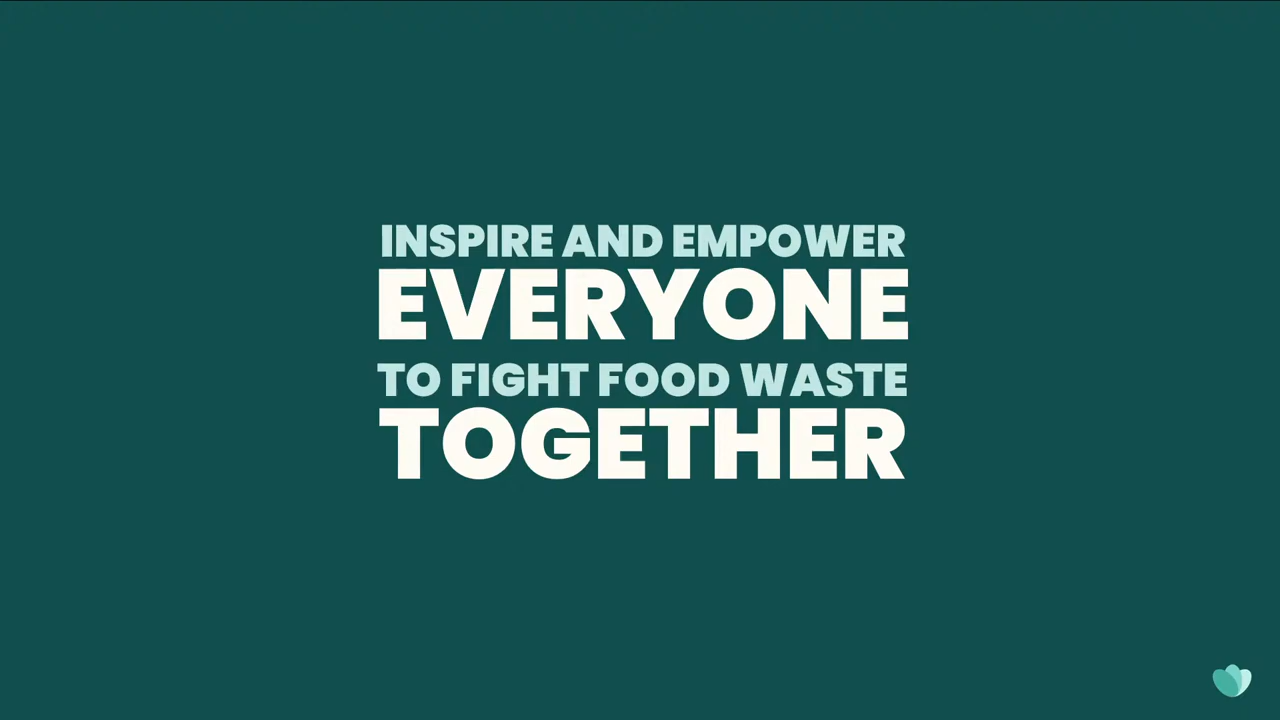 INSPIRE AND EMPOWER
EVERYONE
TO FIGHT FOOD WASTE
TOGETHER